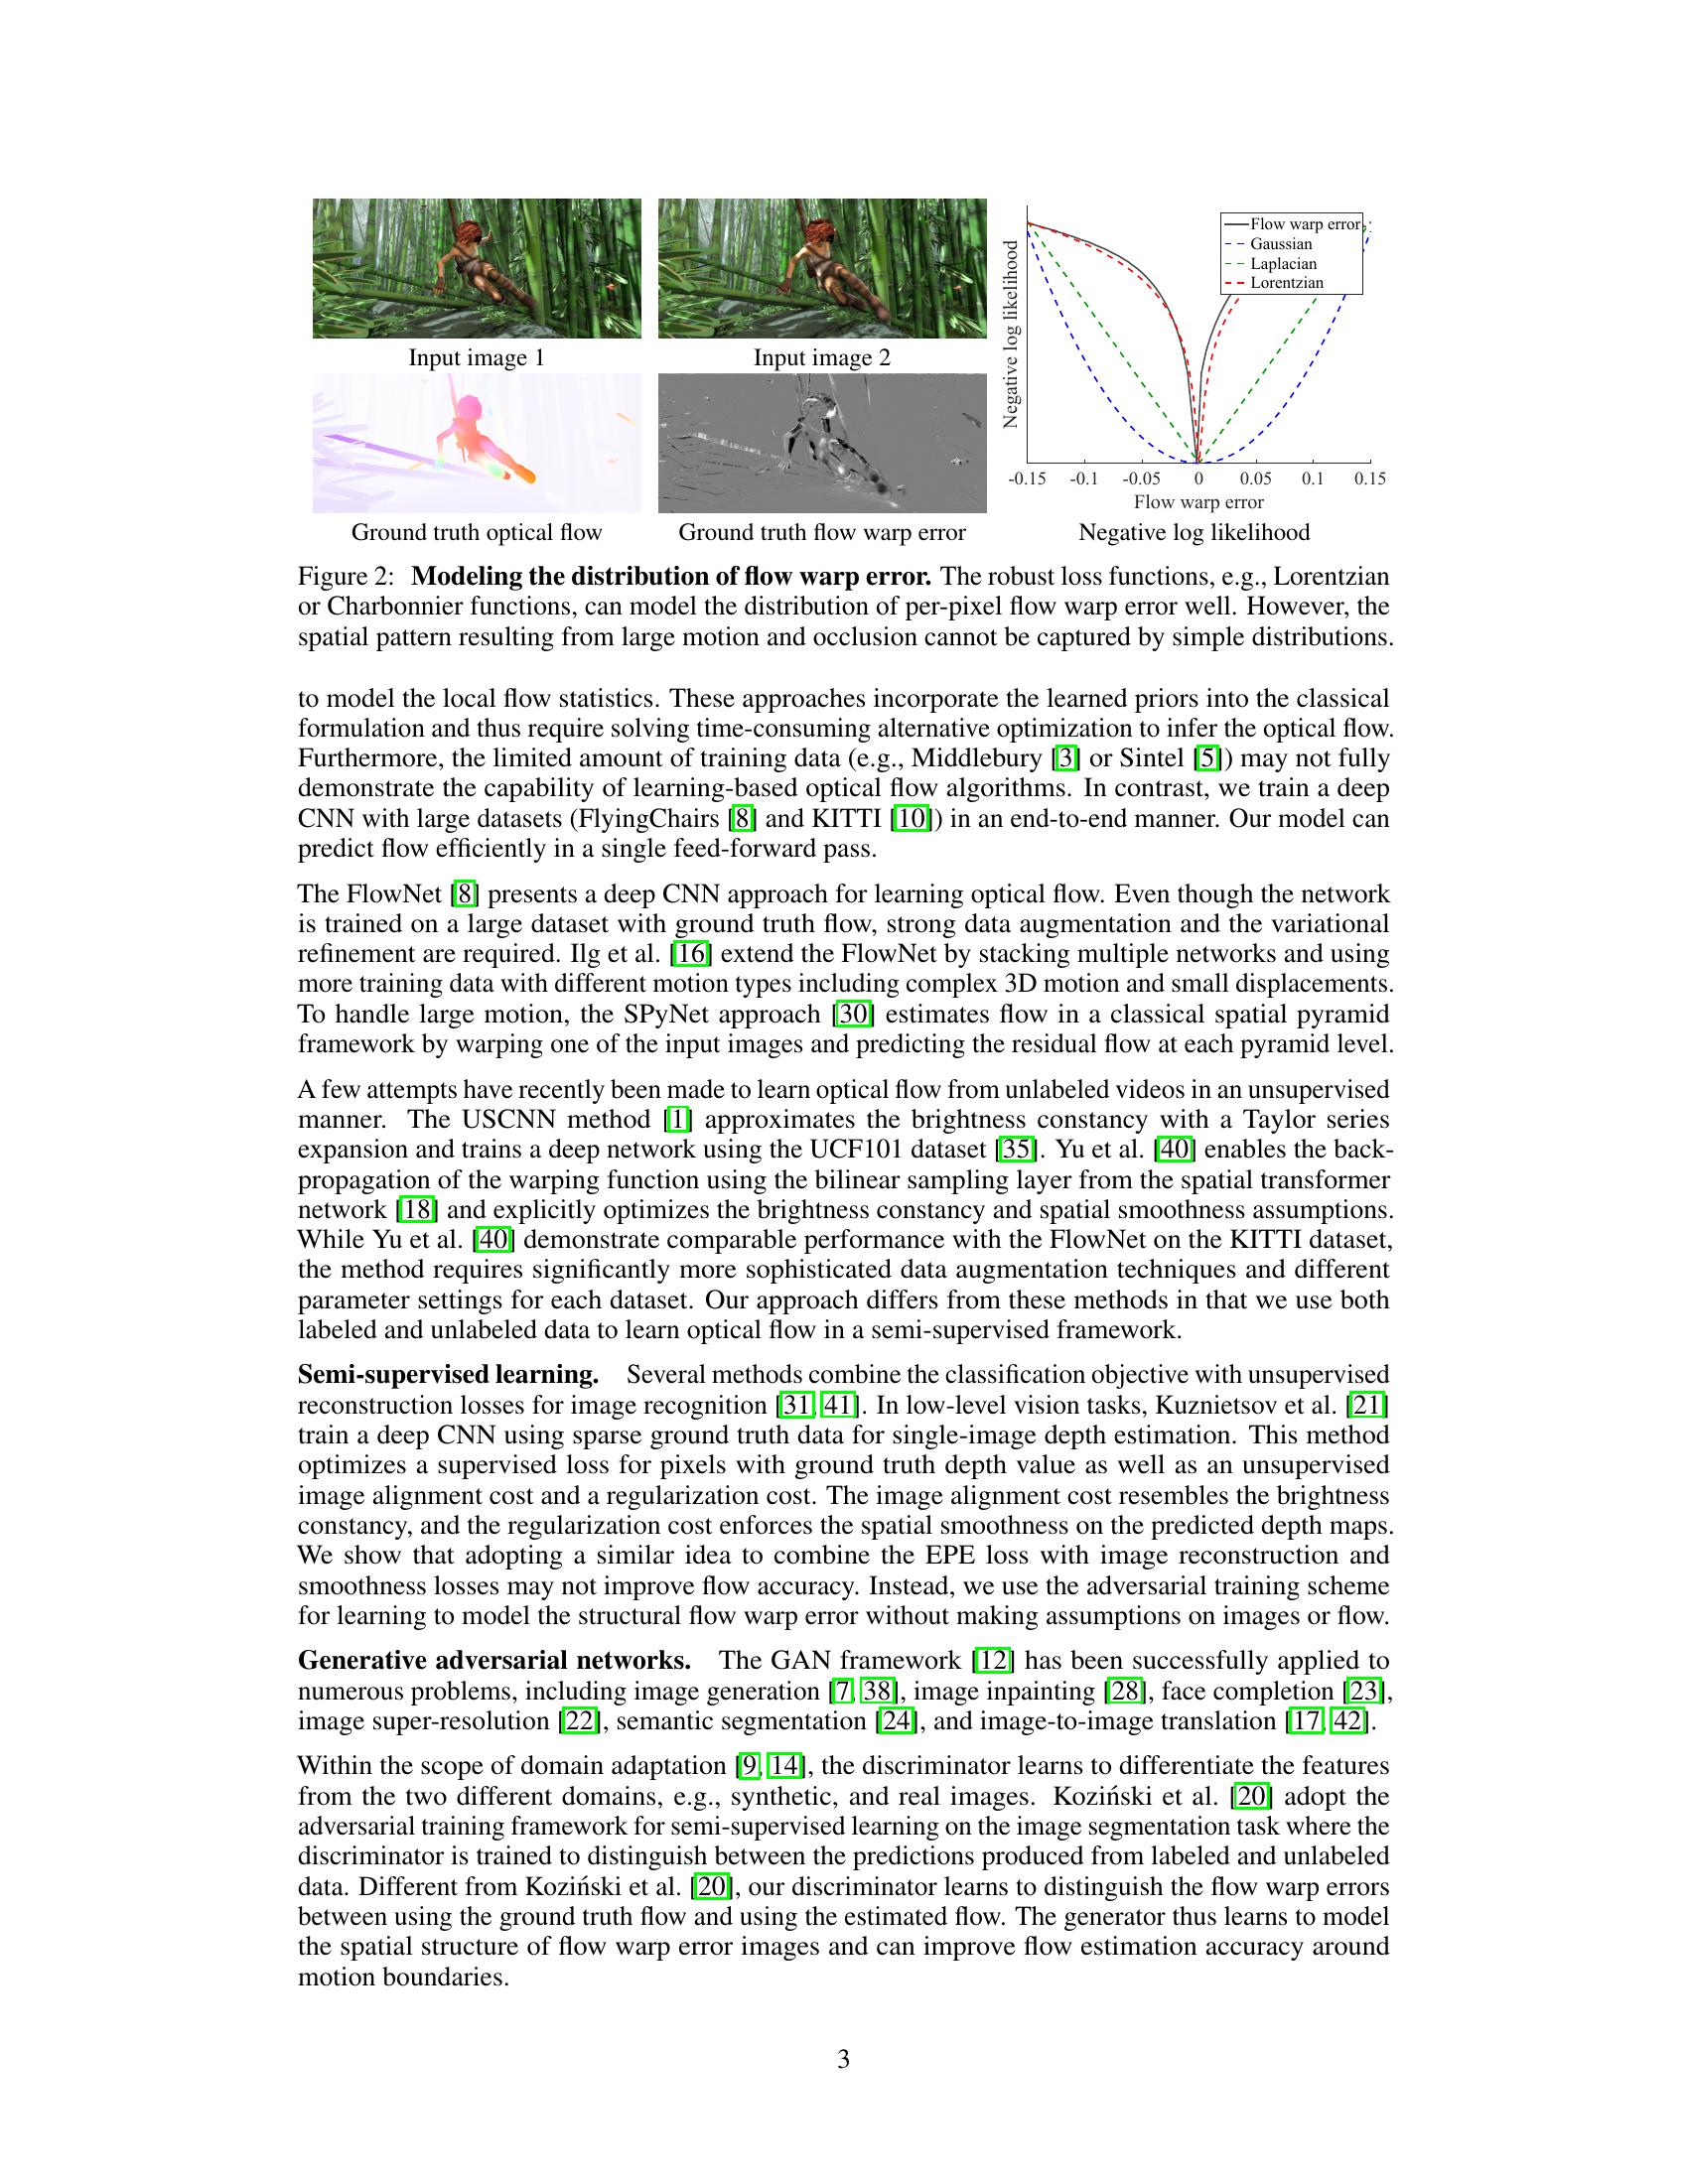 Input image 1
Input image 2
Ground truth optical flow
Ground truth flow warp error
Negative log likelihood
Flow warp error
Gaussian
Laplacian
Lorentzian
-0.15 -0.1 -0.05 0 0.05 0.1 0.15
Flow warp error
Negative log likelihood
Figure 2: Modeling the distribution of flow warp error. The robust loss functions, e.g., Lorentzian
or Charbonnier functions, can model the distribution of per-pixel flow warp error well. However, the
spatial pattern resulting from large motion and occlusion cannot be captured by simple distributions.
to model the local flow statistics. These approaches incorporate the learned priors into the classical
formulation and thus require solving time-consuming alternative optimization to infer the optical flow.
Furthermore, the limited amount of training data (e.g., Middlebury [3] or Sintel [5]) may not fully
demonstrate the capability of learning-based optical flow algorithms. In contrast, we train a deep
CNN with large datasets (FlyingChairs [8] and KITTI [10]) in an end-to-end manner. Our model can
predict flow efficiently in a single feed-forward pass.
The FlowNet [8] presents a deep CNN approach for learning optical flow. Even though the network
is trained on a large dataset with ground truth flow, strong data augmentation and the variational
refinement are required. Ilg et al. [16] extend the FlowNet by stacking multiple networks and using
more training data with different motion types including complex 3D motion and small displacements.
To handle large motion, the SPyNet approach [30] estimates flow in a classical spatial pyramid
framework by warping one of the input images and predicting the residual flow at each pyramid level.
A few attempts have recently been made to learn optical flow from unlabeled videos in an unsupervised
manner. The USCNN method [1] approximates the brightness constancy with a Taylor series
expansion and trains a deep network using the UCF101 dataset [35]. Yu et al. [40] enables the back-
propagation of the warping function using the bilinear sampling layer from the spatial transformer
network [18] and explicitly optimizes the brightness constancy and spatial smoothness assumptions.
While Yu et al. [40] demonstrate comparable performance with the FlowNet on the KITTI dataset,
the method requires significantly more sophisticated data augmentation techniques and different
parameter settings for each dataset. Our approach differs from these methods in that we use both
labeled and unlabeled data to learn optical flow in a semi-supervised framework.
Semi-supervised learning. Several methods combine the classification objective with unsupervised
reconstruction losses for image recognition [31, 41]. In low-level vision tasks, Kuznietsov et al. [21]
train a deep CNN using sparse ground truth data for single-image depth estimation. This method
optimizes a supervised loss for pixels with ground truth depth value as well as an unsupervised
image alignment cost and a regularization cost. The image alignment cost resembles the brightness
constancy, and the regularization cost enforces the spatial smoothness on the predicted depth maps.
We show that adopting a similar idea to combine the EPE loss with image reconstruction and
smoothness losses may not improve flow accuracy. Instead, we use the adversarial training scheme
for learning to model the structural flow warp error without making assumptions on images or flow.
Generative adversarial networks. The GAN framework [12] has been successfully applied to
numerous problems, including image generation [7, 38], image inpainting [28], face completion [23],
image super-resolution [22], semantic segmentation [24], and image-to-image translation [17, 42].
Within the scope of domain adaptation [9, 14], the discriminator learns to differentiate the features
from the two different domains, e.g., synthetic, and real images. Koziński et al. [20] adopt the
adversarial training framework for semi-supervised learning on the image segmentation task where the
discriminator is trained to distinguish between the predictions produced from labeled and unlabeled
data. Different from Koziński et al. [20], our discriminator learns to distinguish the flow warp errors
between using the ground truth flow and using the estimated flow. The generator thus learns to model
the spatial structure of flow warp error images and can improve flow estimation accuracy around
motion boundaries.
3